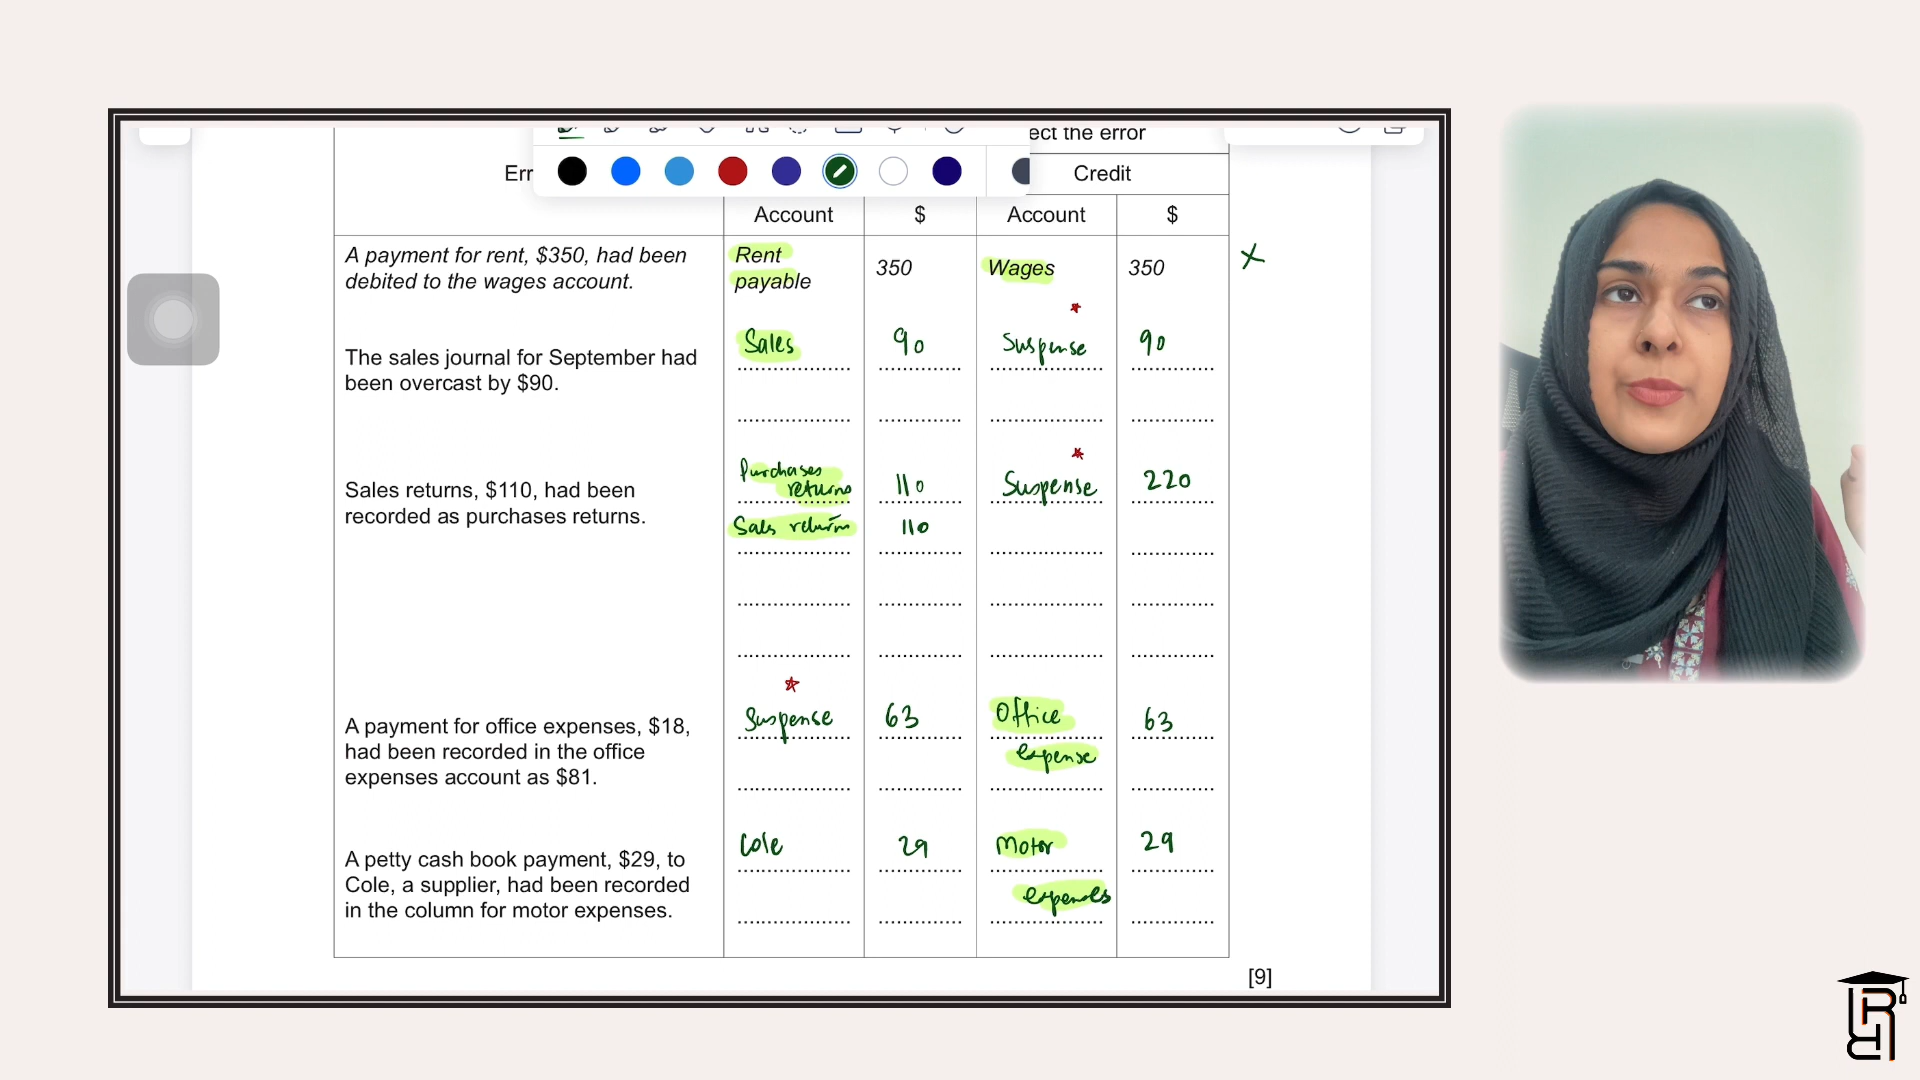 ect the error
Err
Credit
Account $ Account $
A payment for rent, $350, had been
debited to the wages account.
Rent
payable
350
Wages
350
The sales journal for September had
been overcast by $90.
Sales
90
Suspense
90
Sales returns, $110, had been
recorded as purchases returns.
Purchases
returns
110
Suspense
220
Sales return
110
A payment for office expenses, $18,
had been recorded in the office
expenses account as $81.
Suspense
63
Office
expense
63
A petty cash book payment, $29, to
Cole, a supplier, had been recorded
in the column for motor expenses.
Cole
29
Motor
expenses
29
[9]